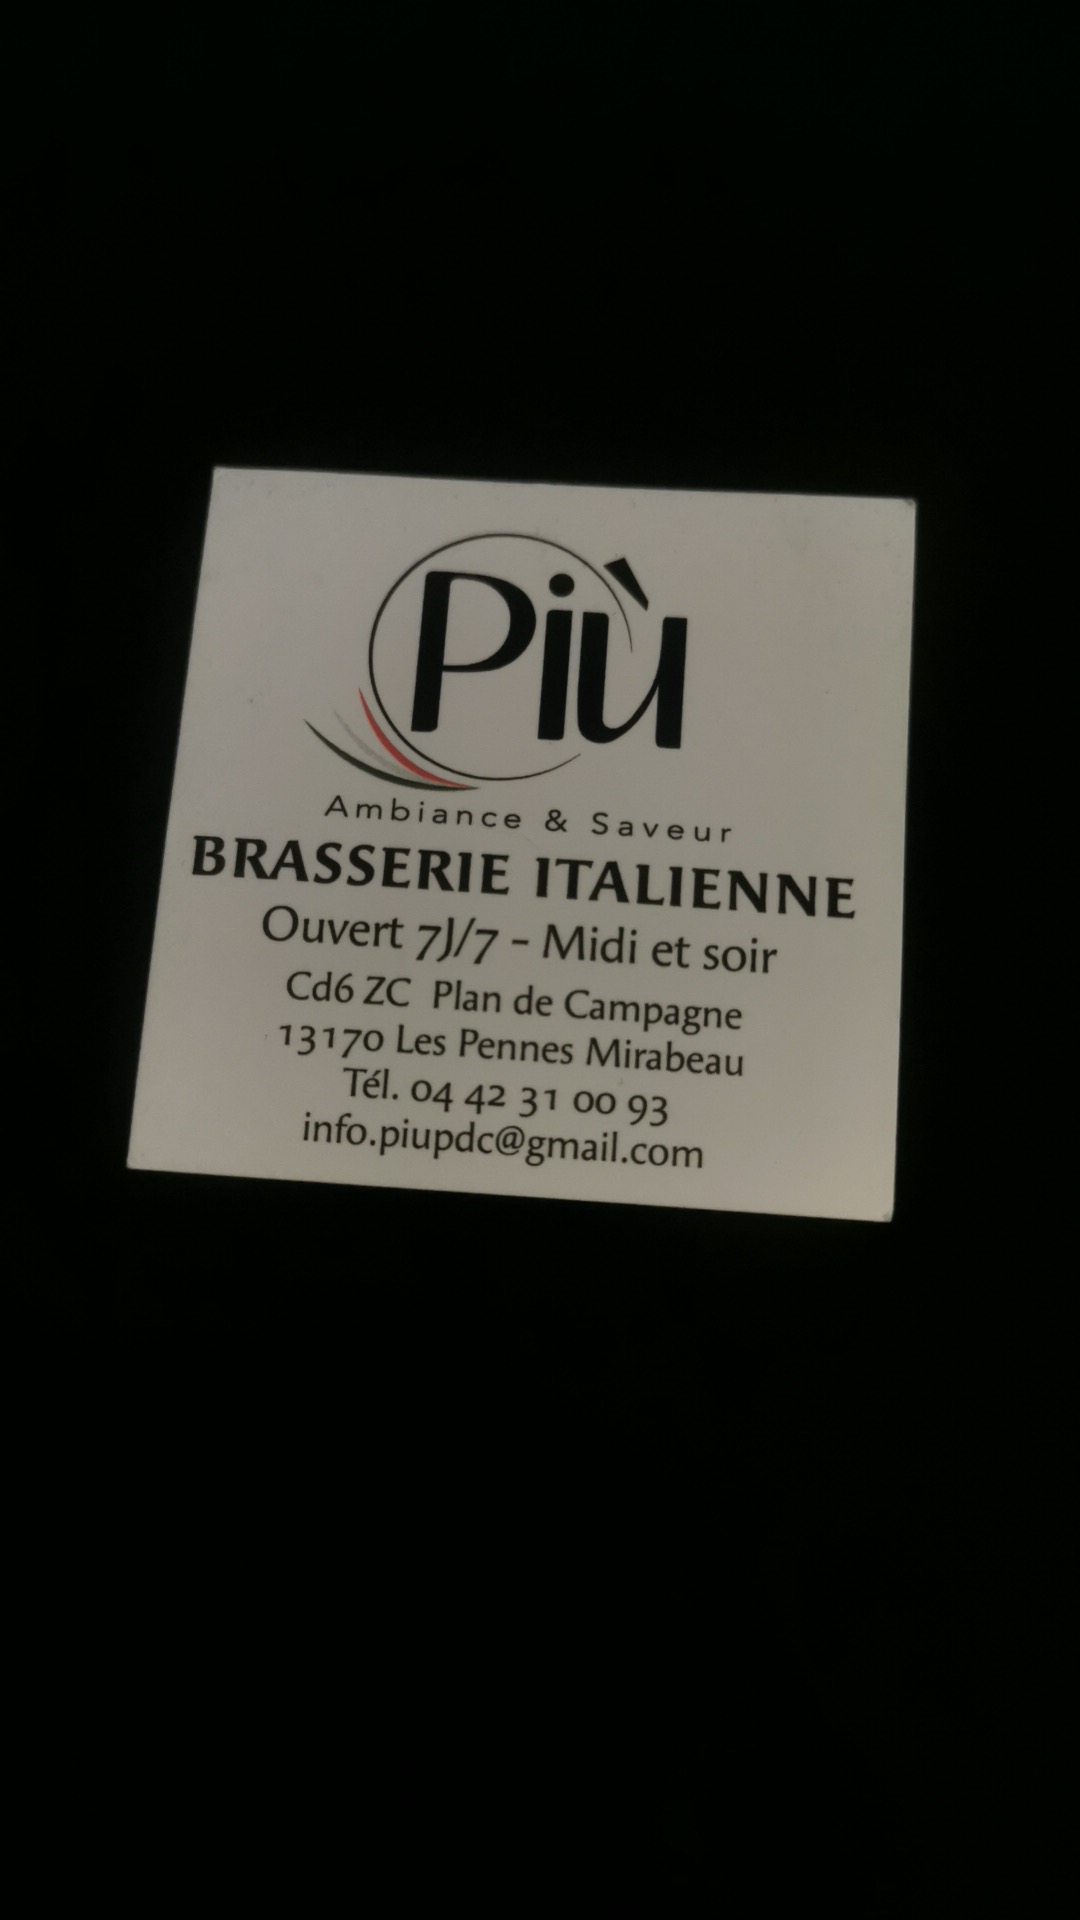 Più
Ambiance & Saveur
BRASSERIE ITALIENNE
Ouvert 7J/7 - Midi et soir
Cd6 ZC Plan de Campagne
13170 Les Pennes Mirabeau
Tél. 04 42 31 00 93
info.piupdc@gmail.com